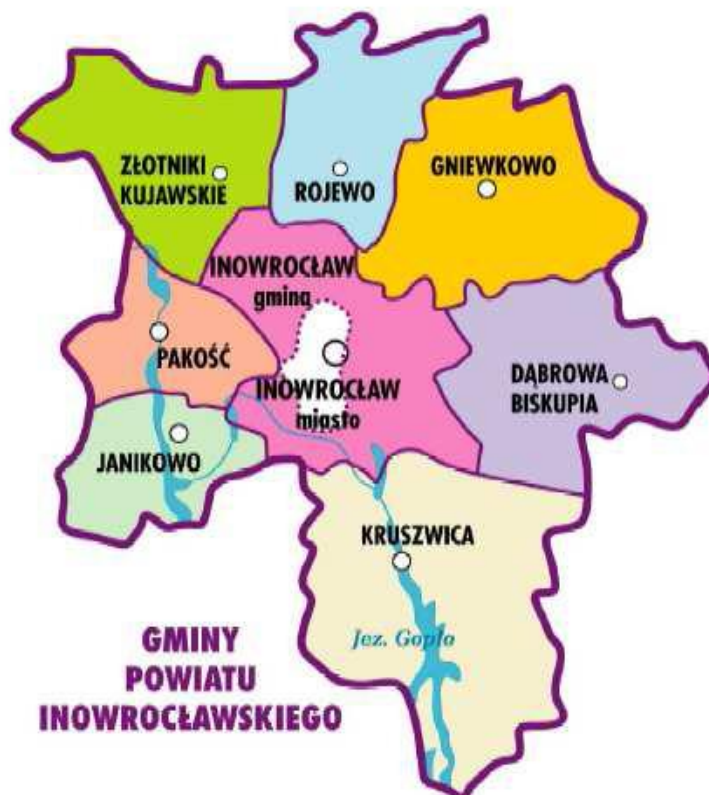 ZŁOTNIKI
KUJAWSKIE
ROJEWO
GNIEWKOWO
INOWROCŁAW
gmina
PAKOŚĆ
INOWROCŁAW
miasto
DĄBROWA
BISKUPIA
JANIKOWO
KRUSZWICA
Jez. Gopło
GMINY
POWIATU
INOWROCŁAWSKIEGO